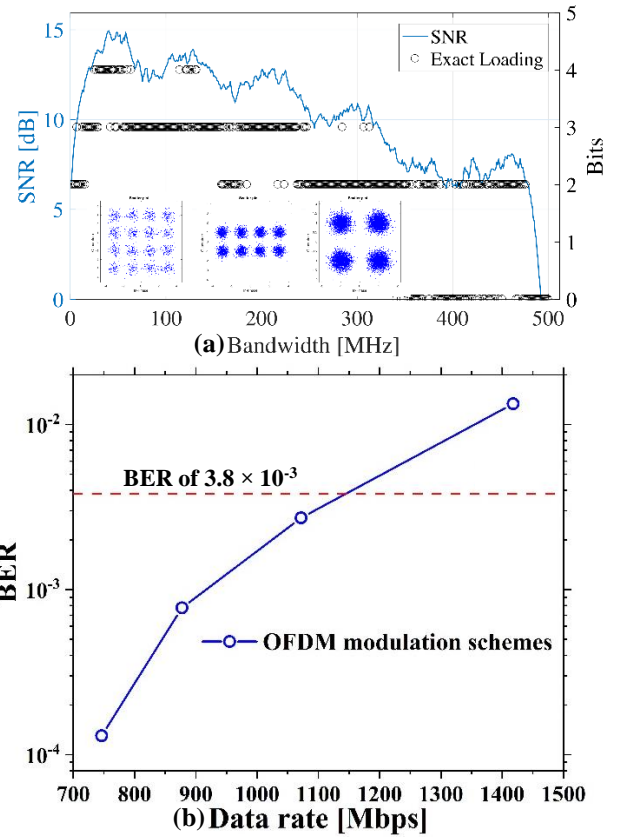 15
10
5
0
SNR [dB]
5
4
3
2
1
0
Bits
SNR
Exact Loading
0 100 200 300 400 500
(a) Bandwidth [MHz]
10-2
10-3
10-4
BER
BER of 3.8 × 10-3
OFDM modulation schemes
700 800 900 1000 1100 1200 1300 1400 1500
(b) Data rate [Mbps]